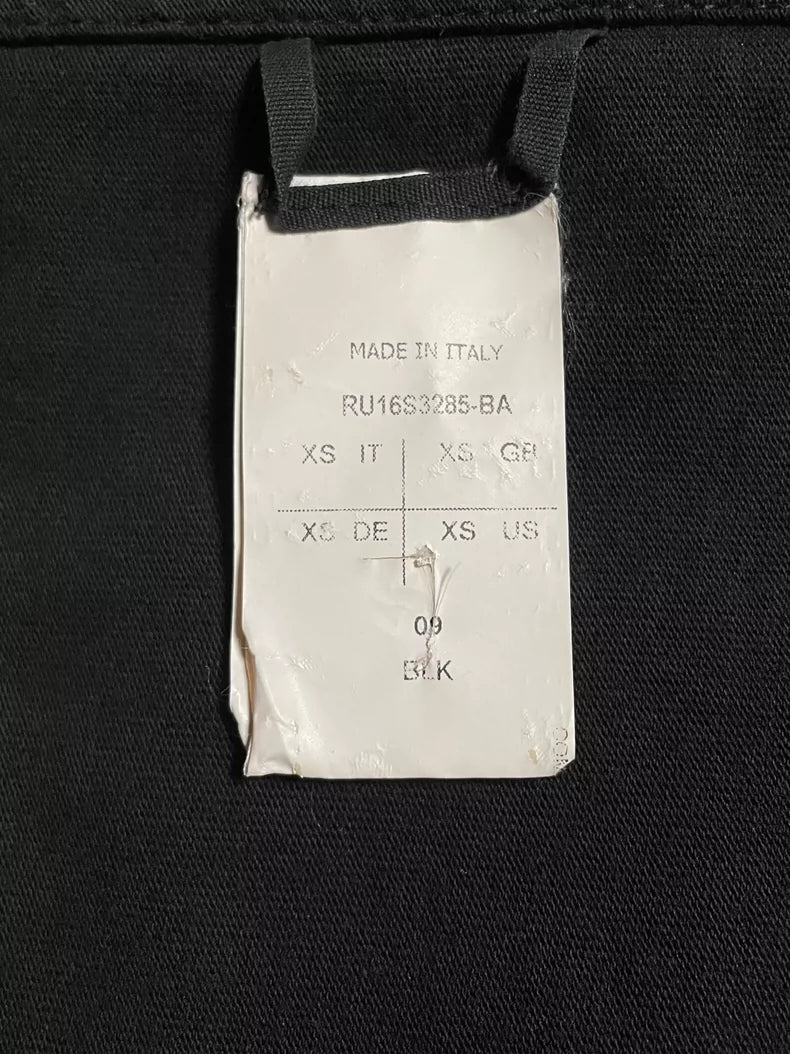 MADE IN ITALY
RU16S3285-BA
XS IT XS GB
XS DE XS US
09
BLK